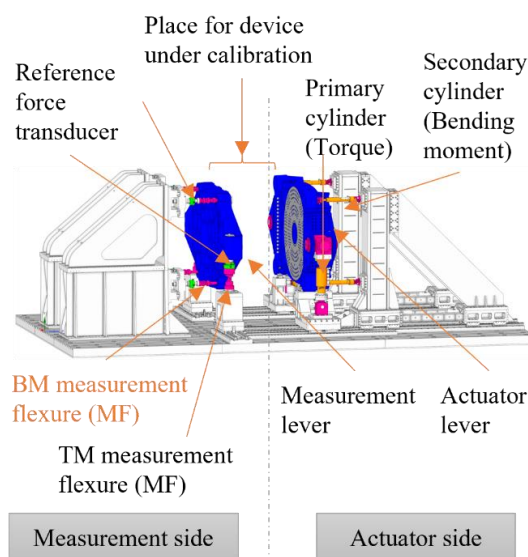 Place for device
under calibration
Reference
force
transducer
Primary
cylinder
(Torque)
Secondary
cylinder
(Bending
moment)
BM measurement
flexure (MF)
TM measurement
flexure (MF)
Measurement
lever
Actuator
lever
Measurement side
Actuator side